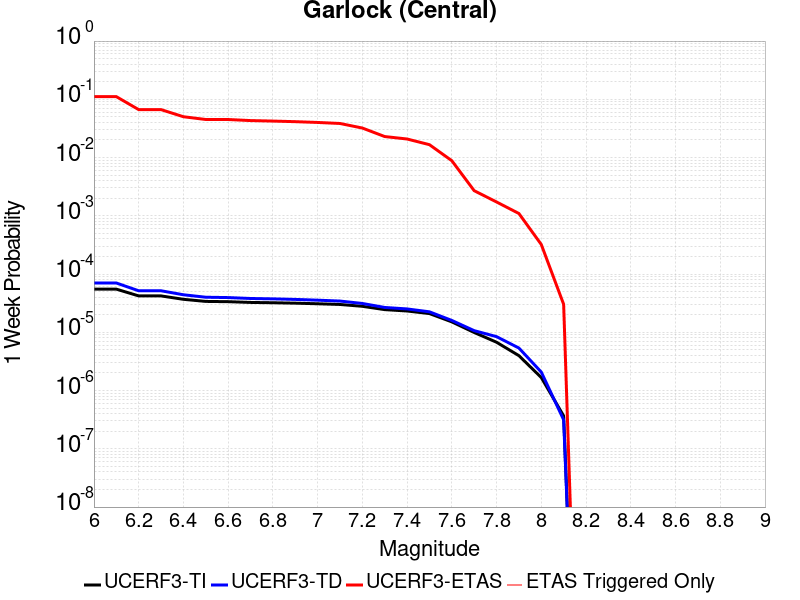 Garlock (Central)
10^0
10^-1
10^-2
10^-3
10^-4
10^-5
10^-6
10^-7
10^-8
1 Week Probability
6 6.2 6.4 6.6 6.8 7 7.2 7.4 7.6 7.8 8 8.2 8.4 8.6 8.8 9
Magnitude
UCERF3-TI UCERF3-TD UCERF3-ETAS ETAS Triggered Only